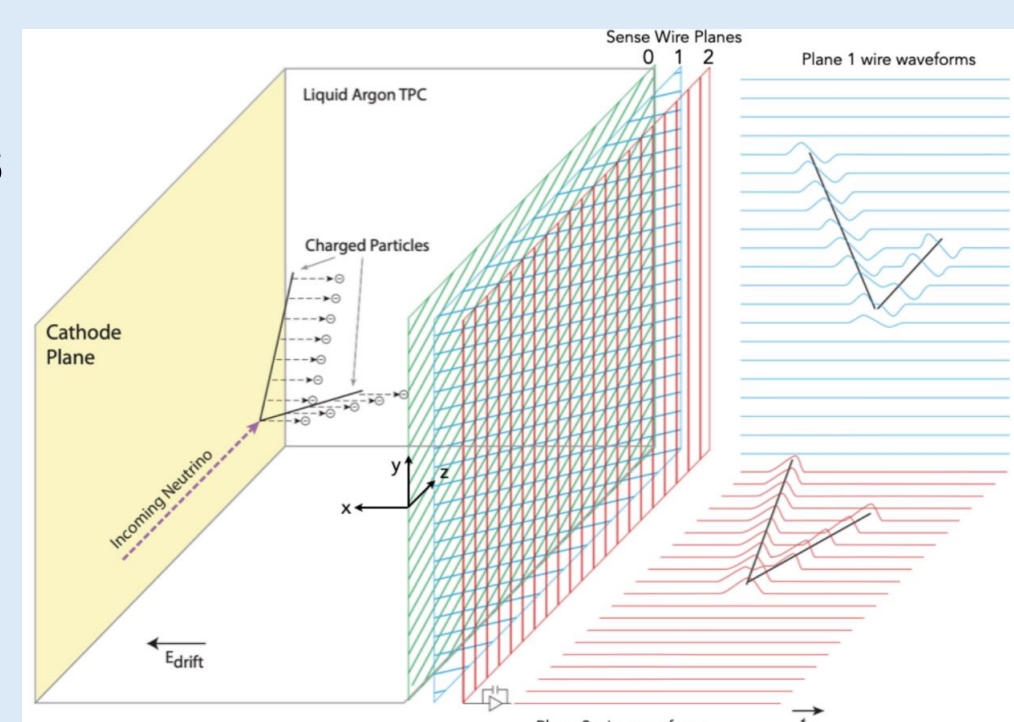 Sense Wire Planes
0 1 2
Plane 1 wire waveforms
Liquid Argon TPC
Charged Particles
Cathode
Plane
y
z
x
Incoming Neutrino
Edrift